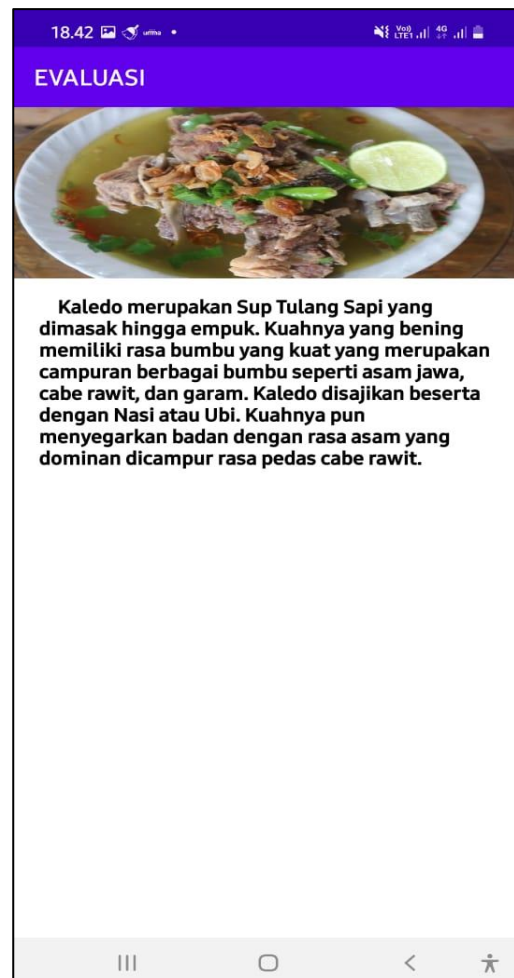 18.42
EVALUASI
Kaledo merupakan Sup Tulang Sapi yang
dimasak hingga empuk. Kuahnya yang bening
memiliki rasa bumbu yang kuat yang merupakan
campuran berbagai bumbu seperti asam jawa,
cabe rawit, dan garam. Kaledo disajikan beserta
dengan Nasi atau Ubi. Kuahnya pun
menyegarkan badan dengan rasa asam yang
dominan dicampur rasa pedas cabe rawit.